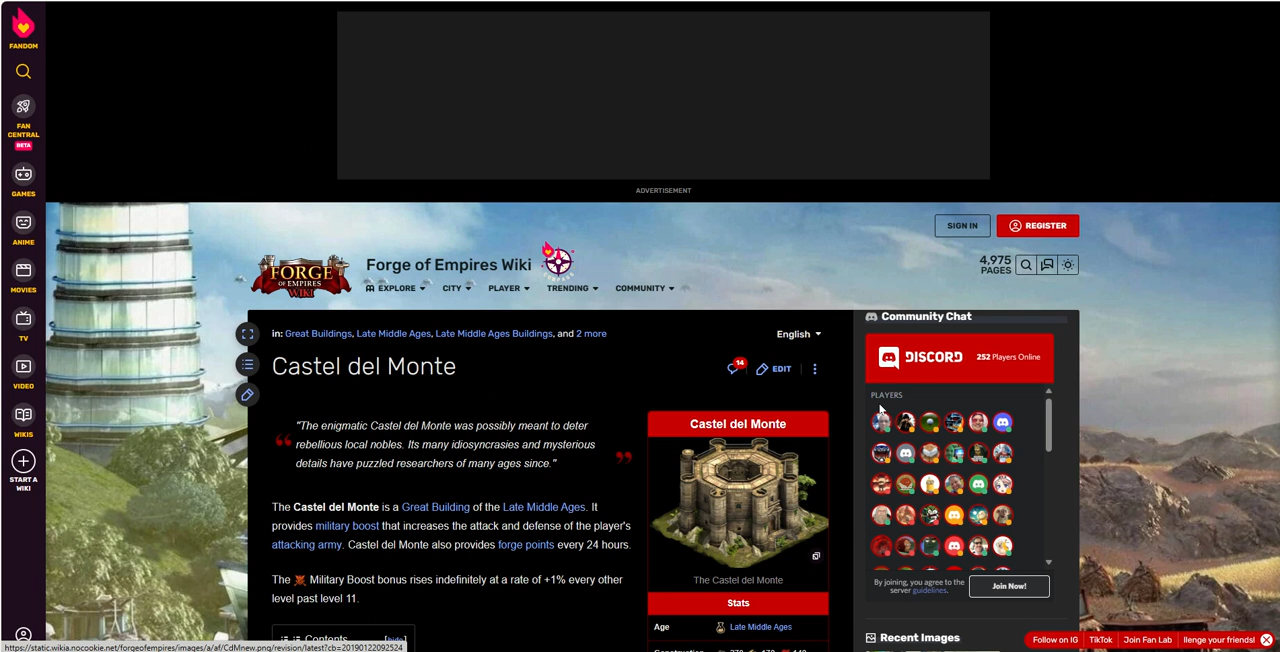 FANDOM
FAN
CENTRAL
BETA
GAMES
ANIME
MOVIES
TV
VIDEO
WIKIS
START A
WIKI
ADVERTISEMENT
SIGN IN
REGISTER
FORGE
OF EMPIRES
WIKI
Forge of Empires Wiki
4,975
PAGES
EXPLORE
CITY
PLAYER
TRENDING
COMMUNITY
in: Great Buildings, Late Middle Ages, Late Middle Ages Buildings, and 2 more
English
Castel del Monte
14
EDIT
"The enigmatic Castel del Monte was possibly meant to deter
rebellious local nobles. Its many idiosyncrasies and mysterious
details have puzzled researchers of many ages since."
The Castel del Monte is a Great Building of the Late Middle Ages. It
provides military boost that increases the attack and defense of the player's
attacking army. Castel del Monte also provides forge points every 24 hours.
The Military Boost bonus rises indefinitely at a rate of +1% every other
level past level 11.
Contents [hide]
Castel del Monte
The Castel del Monte
Stats
Age Late Middle Ages
Community Chat
DISCORD 252 Players Online
PLAYERS
By joining, you agree to the
server guidelines.
Join Now!
Recent Images
Follow on IG
TikTok
Join Fan Lab
llenge your friends!
https://static.wikia.nocookie.net/forgeofempires/images/a/af/CdMnew.png/revision/latest?cb=20190122092524